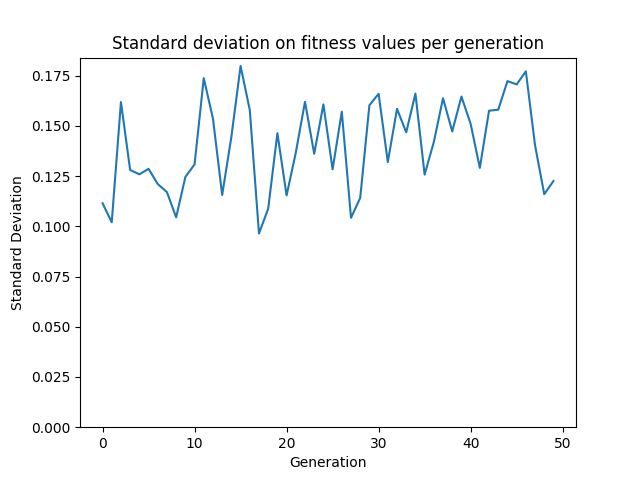 Standard deviation on fitness values per generation
0.175
0.150
0.125
0.100
0.075
0.050
0.025
0.000
Standard Deviation
0 10 20 30 40 50
Generation